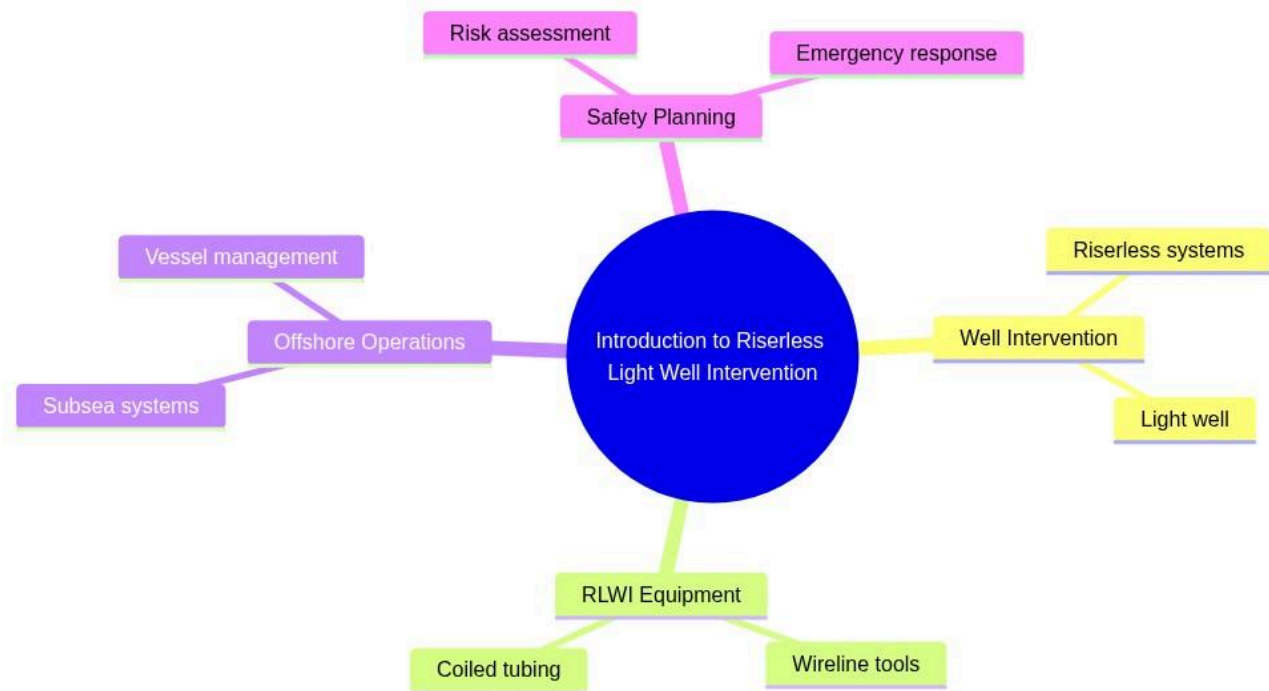 Risk assessment
Emergency response
Safety Planning
Vessel management
Riserless systems
Offshore Operations
Introduction to Riserless
Light Well Intervention
Well Intervention
Subsea systems
Light well
RLWI Equipment
Coiled tubing
Wireline tools